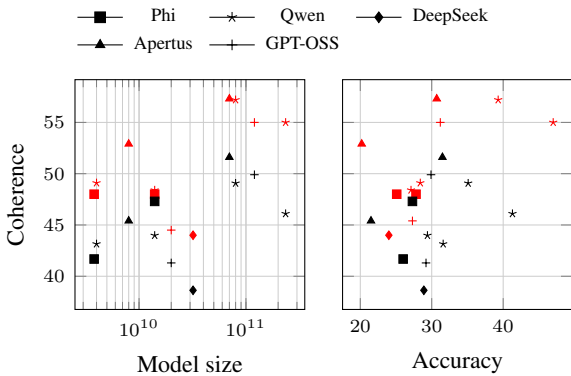 Phi Qwen DeepSeek
Apertus GPT-OSS
Coherence
55
50
45
40
10^10 10^11
Model size
20 30 40
Accuracy